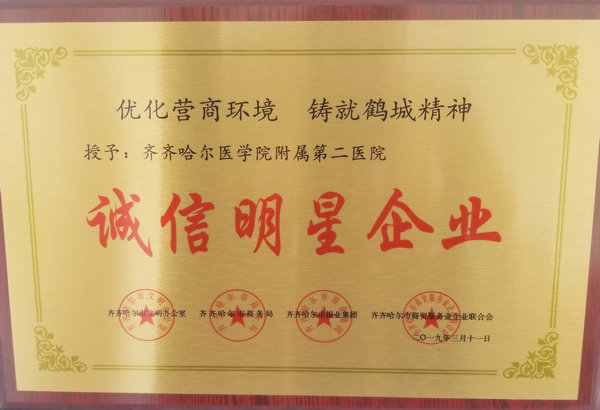 优化营商环境 铸就鹤城精神
授予：齐齐哈尔医学院附属第二医院
诚信明星企业
齐齐哈尔市文明办公室 齐齐哈尔市商务局 齐齐哈尔市报业集团 齐齐哈尔市商贸服务业企业联合会
二〇一九年三月十一日